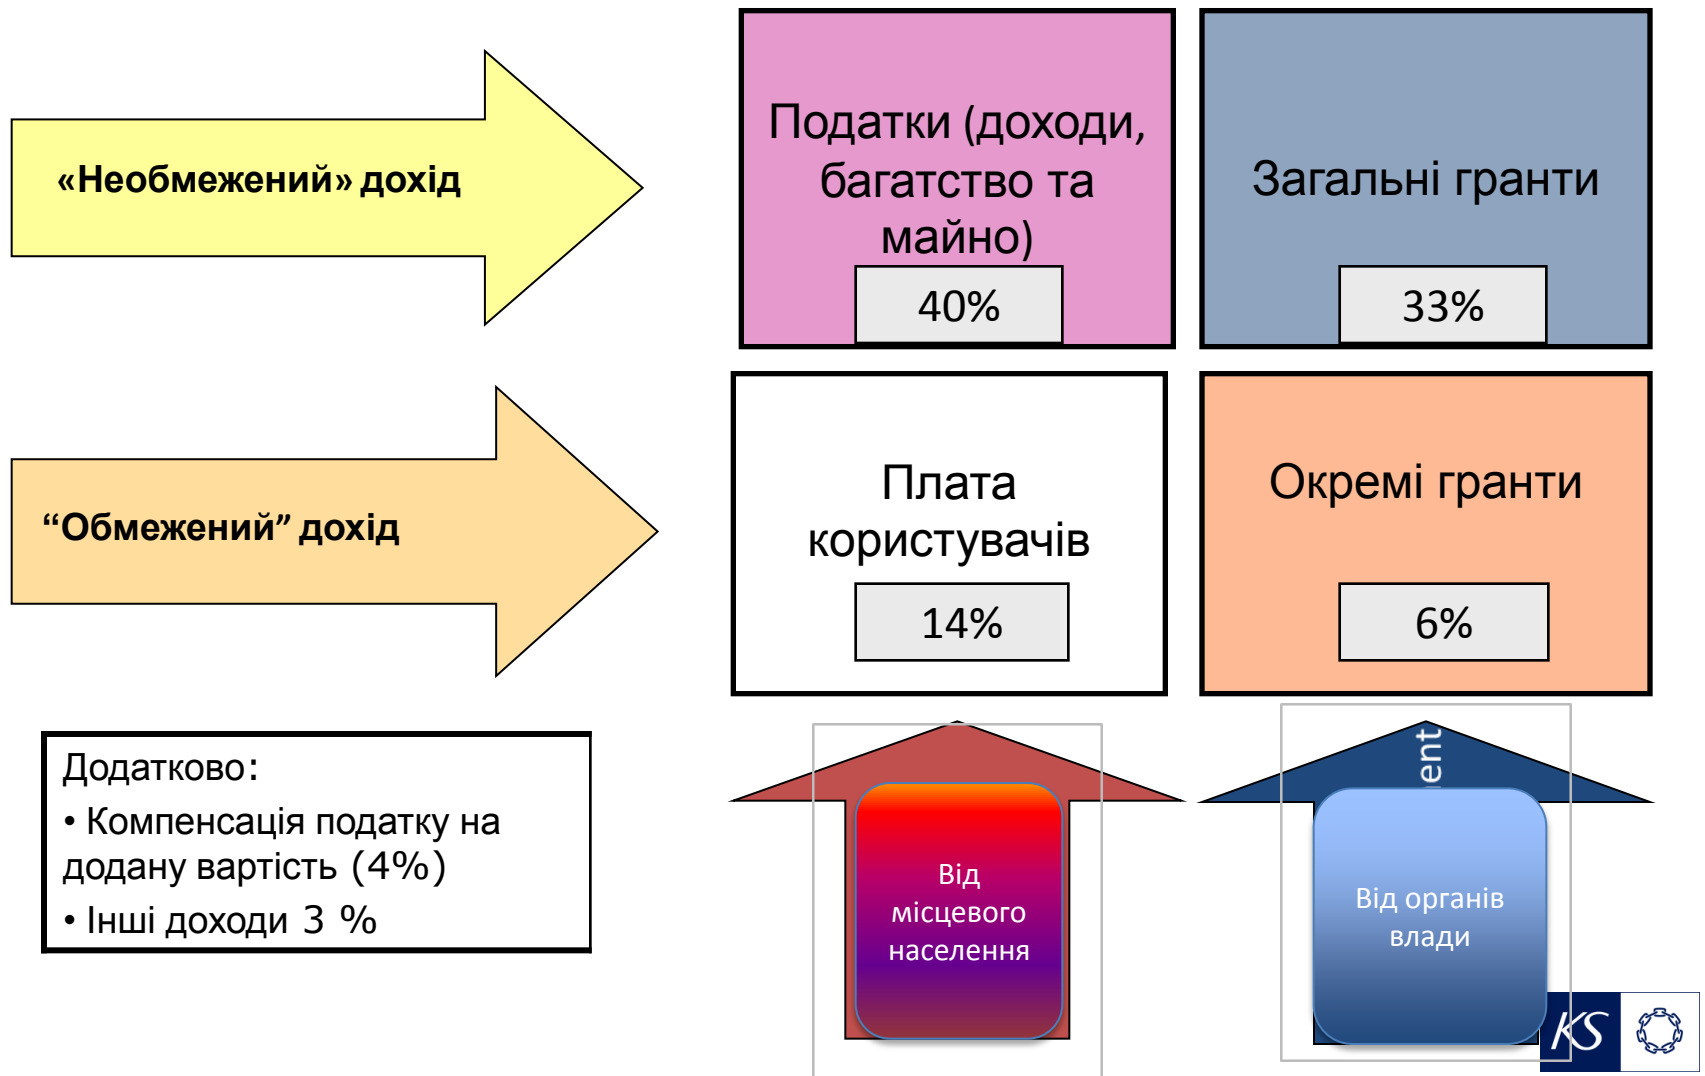 «Необмежений» дохід
Податки (доходи,
багатство та
майно)
40%
Загальні гранти
33%
“Обмежений” дохід
Плата
користувачів
14%
Окремі гранти
6%
Додатково:
• Компенсація податку на
додану вартість (4%)
• Інші доходи 3 %
Від
місцевого
населення
ent
Від органів
влади
KS